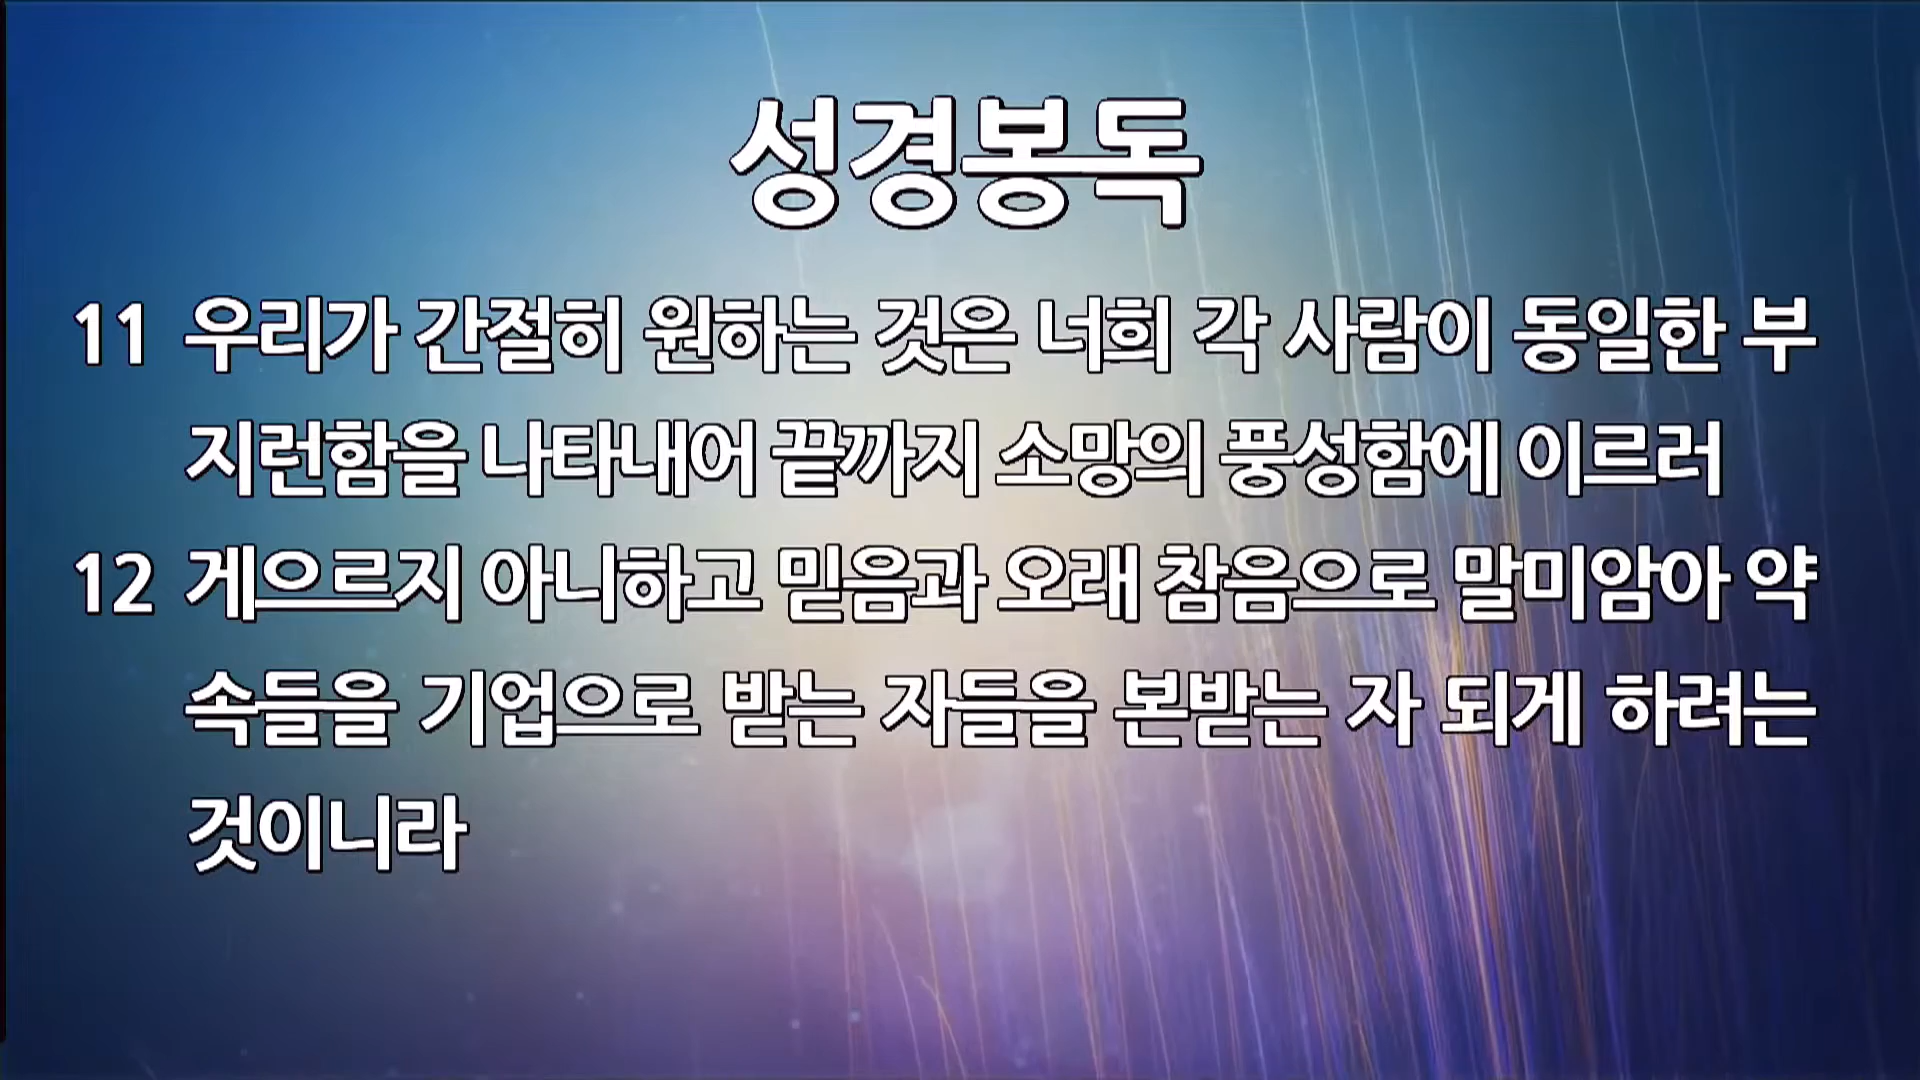 성경봉독
11 우리가 간절히 원하는 것은 너희 각 사람이 동일한 부
지런함을 나타내어 끝까지 소망의 풍성함에 이르러
12 게으르지 아니하고 믿음과 오래 참음으로 말미암아 약
속들을 기업으로 받는 자들을 본받는 자 되게 하려는
것이니라